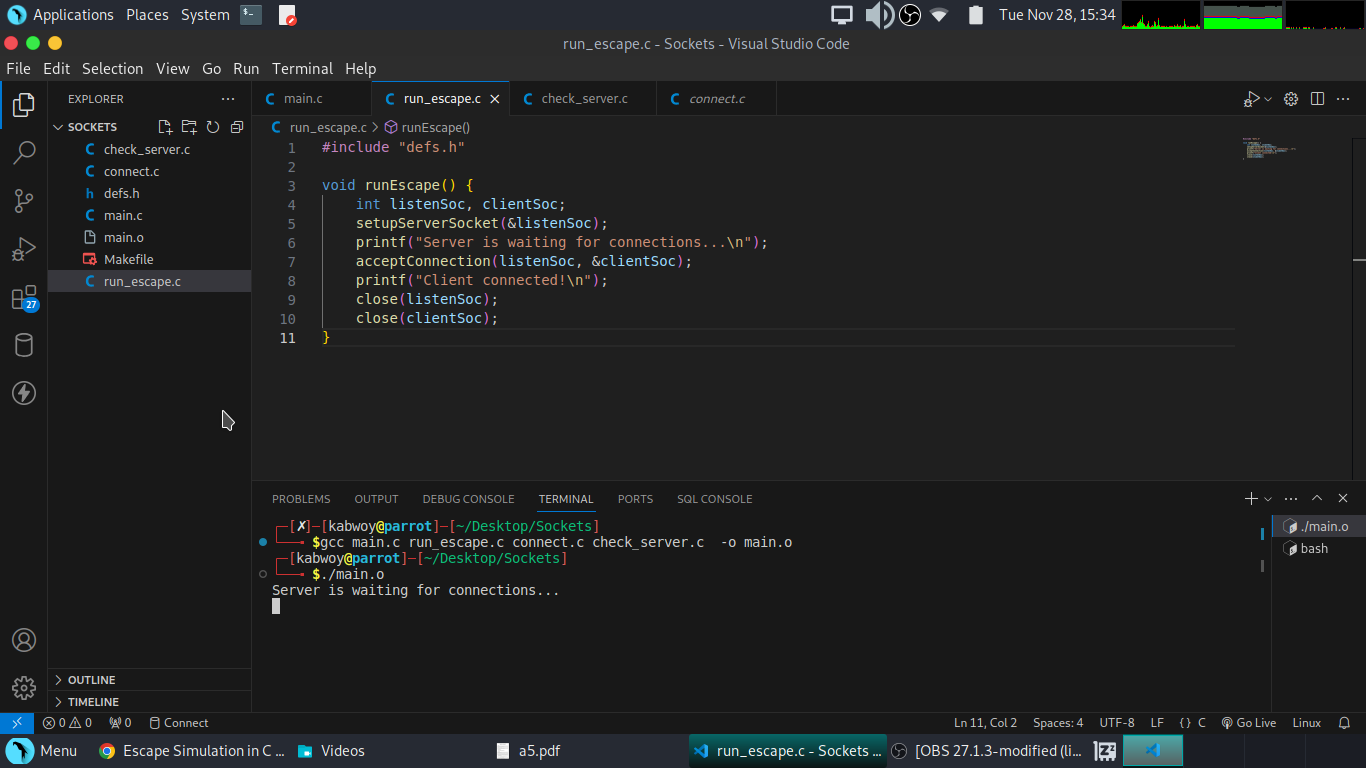 Applications Places System Tue Nov 28, 15:34
run_escape.c - Sockets - Visual Studio Code
File Edit Selection View Go Run Terminal Help
EXPLORER
SOCKETS
check_server.c
connect.c
defs.h
main.c
main.o
Makefile
run_escape.c
27
OUTLINE
TIMELINE
main.c run_escape.c check_server.c connect.c
run_escape.c > runEscape()
1 #include "defs.h"
2
3 void runEscape() {
4 int listenSoc, clientSoc;
5 setupServerSocket(&listenSoc);
6 printf("Server is waiting for connections...\n");
7 acceptConnection(listenSoc, &clientSoc);
8 printf("Client connected!\n");
9 close(listenSoc);
10 close(clientSoc);
11 }
PROBLEMS OUTPUT DEBUG CONSOLE TERMINAL PORTS SQL CONSOLE
[✗]─[kabwoy@parrot]─[~/Desktop/Sockets]
$gcc main.c run_escape.c connect.c check_server.c -o main.o
[kabwoy@parrot]─[~/Desktop/Sockets]
$./main.o
Server is waiting for connections...
./main.o
bash
0 0 0 Connect Ln 11, Col 2 Spaces: 4 UTF-8 LF {} C Go Live Linux
Menu Escape Simulation in C ... Videos a5.pdf run_escape.c - Sockets ... [OBS 27.1.3-modified (li...